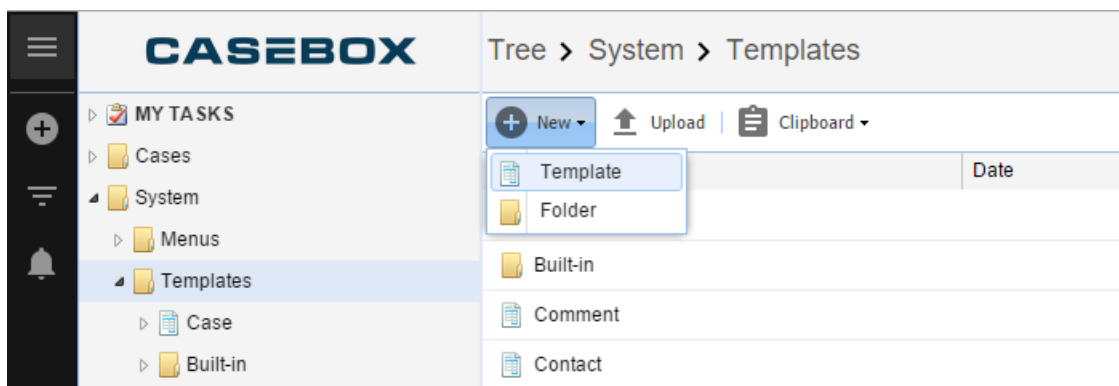 CASEBOX
Tree > System > Templates
MY TASKS
Cases
System
Menus
Templates
Case
Built-in
New
Upload
Clipboard
Template
Folder
Date
Built-in
Comment
Contact